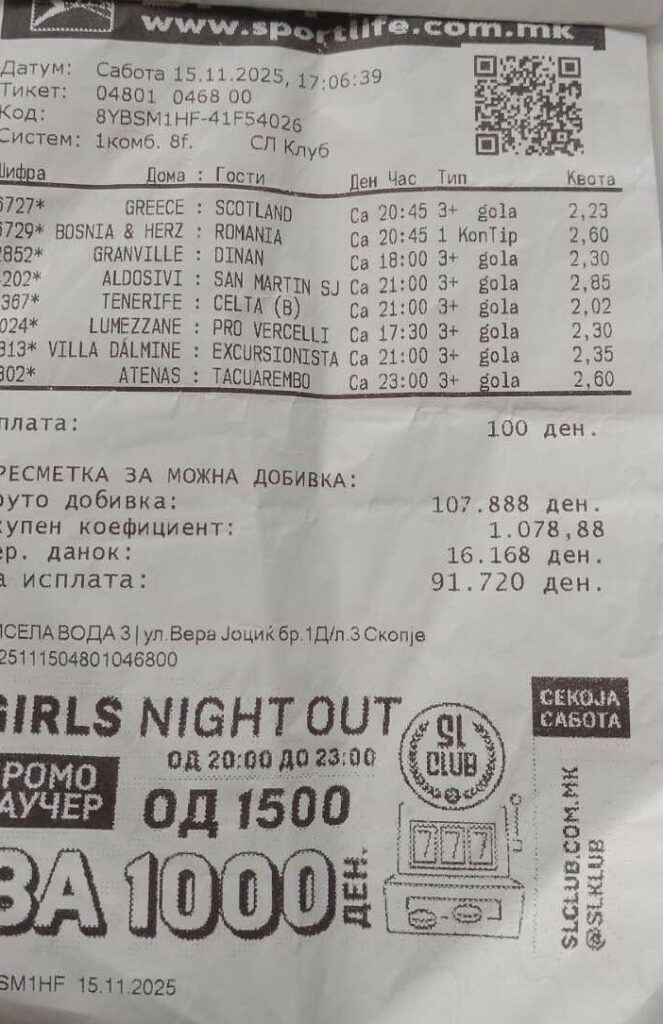 www.sportlife.com.mk
Датум: Сабота 15.11.2025, 17:06:39
Тикет: 04801 0468 00
Код: 8YBSM1HF-41F54026
Систем: 1комб. 8f. СЛ Клуб
Шифра Дома : Гости Ден Час Тип Квота
6727* GREECE : SCOTLAND Са 20:45 3+ gola 2,23
6729* BOSNIA & HERZ : ROMANIA Са 20:45 1 KonTip 2,60
2852* GRANVILLE : DINAN Са 18:00 3+ gola 2,30
202* ALDOSIVI : SAN MARTIN SJ Са 21:00 3+ gola 2,85
367* TENERIFE : CELTA (B) Са 21:00 3+ gola 2,02
024* LUMEZZANE : PRO VERCELLI Са 17:30 3+ gola 2,30
313* VILLA DÁLMINE : EXCURSIONISTA Са 21:00 3+ gola 2,35
302* ATENAS : TACUAREMBO Са 23:00 3+ gola 2,60
плата: 100 ден.
РЕСМЕТКА ЗА МОЖНА ДОБИВКА:
руто добивка: 107.888 ден.
купен коефициент: 1.078,88
ер. данок: 16.168 ден.
а исплата: 91.720 ден.
ИСЕЛА ВОДА 3 | ул.Вера Јоциќ бр.1Д/л.3 Скопје
25111504801046800
GIRLS NIGHT OUT
ОД 20:00 ДО 23:00
СЕКОЈА
САБОТА
SL
CLUB
РОМО
АУЧЕР
ОД 1500
ЗА 1000 ДЕН.
777
SLCLUB.COM.MK
@SLKLUB
SM1HF 15.11.2025